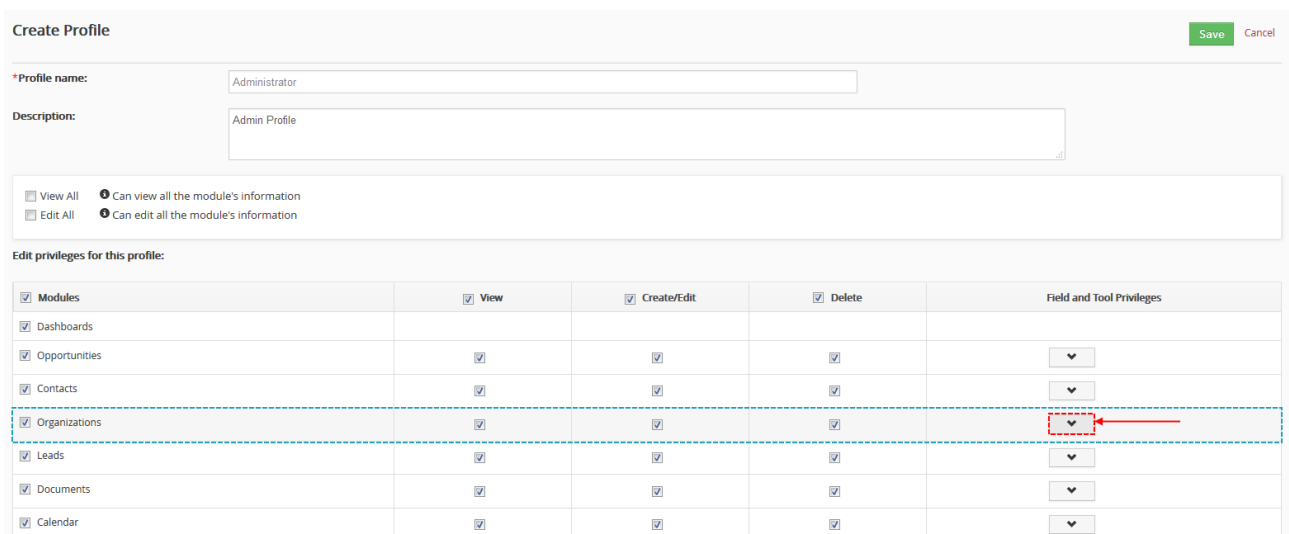 Create Profile
Save Cancel
*Profile name: Administrator
Description: Admin Profile
View All Can view all the module's information
Edit All Can edit all the module's information
Edit privileges for this profile:
Modules View Create/Edit Delete Field and Tool Privileges
Dashboards
Opportunities
Contacts
Organizations
Leads
Documents
Calendar